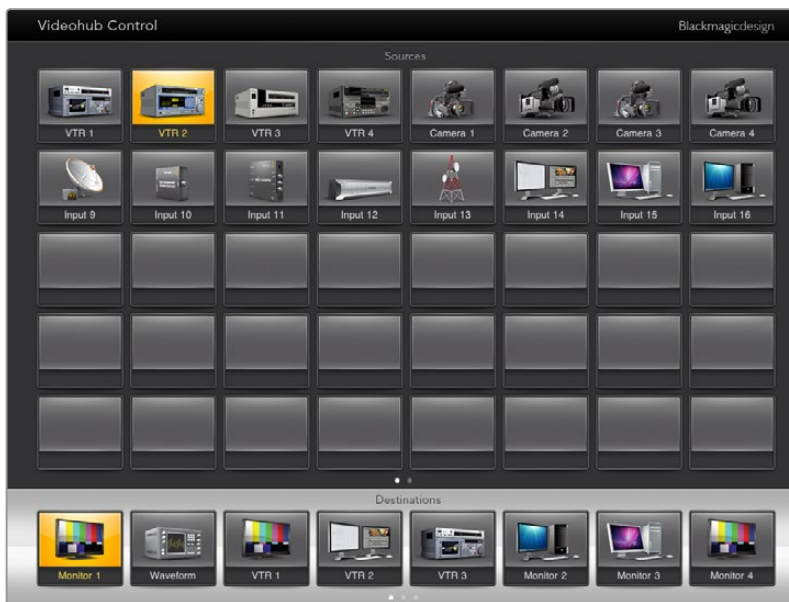 Videohub Control
Blackmagicdesign
Sources
VTR 1
VTR 2
VTR 3
VTR 4
Camera 1
Camera 2
Camera 3
Camera 4
Input 9
Input 10
Input 11
Input 12
Input 13
Input 14
Input 15
Input 16
Destinations
Monitor 1
Waveform
VTR 1
VTR 2
VTR 3
Monitor 2
Monitor 3
Monitor 4